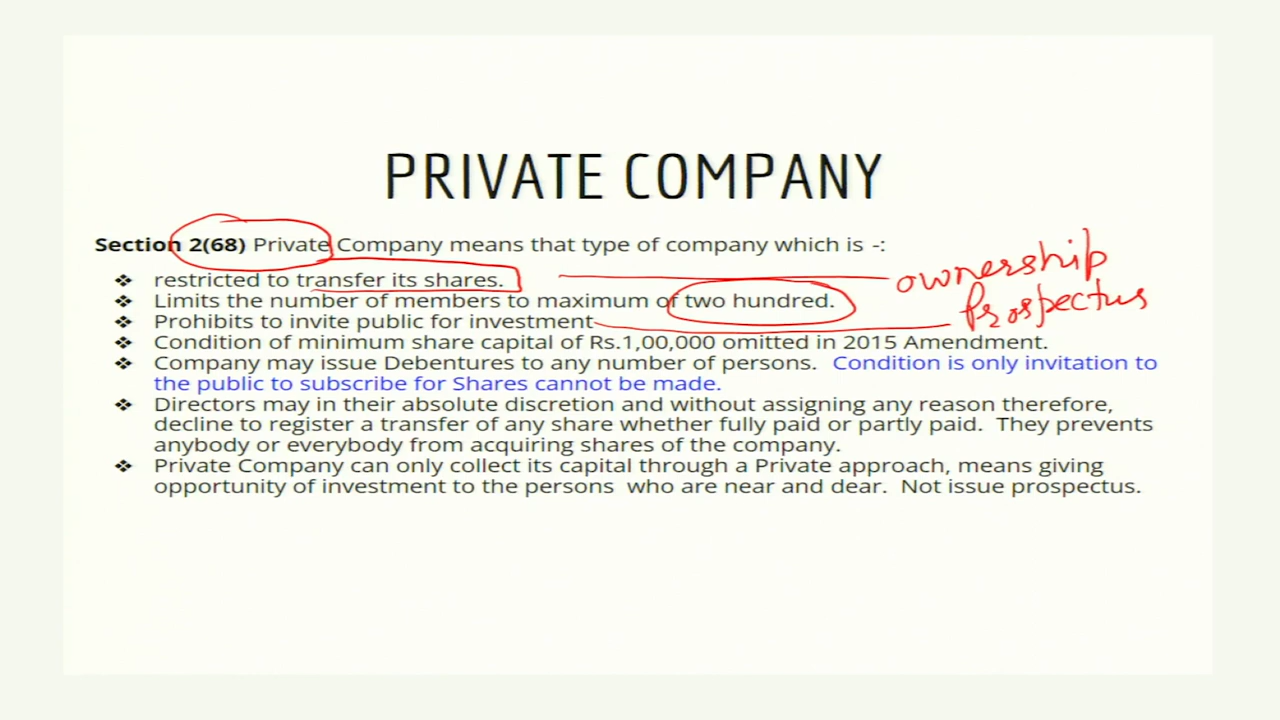 PRIVATE COMPANY
Section 2(68) Private Company means that type of company which is -:
❖ restricted to transfer its shares.
ownership
❖ Limits the number of members to maximum of two hundred.
Prospectus
❖ Prohibits to invite public for investment
❖ Condition of minimum share capital of Rs.1,00,000 omitted in 2015 Amendment.
❖ Company may issue Debentures to any number of persons. Condition is only invitation to
the public to subscribe for Shares cannot be made.
❖ Directors may in their absolute discretion and without assigning any reason therefore,
decline to register a transfer of any share whether fully paid or partly paid. They prevents
anybody or everybody from acquiring shares of the company.
❖ Private Company can only collect its capital through a Private approach, means giving
opportunity of investment to the persons who are near and dear. Not issue prospectus.